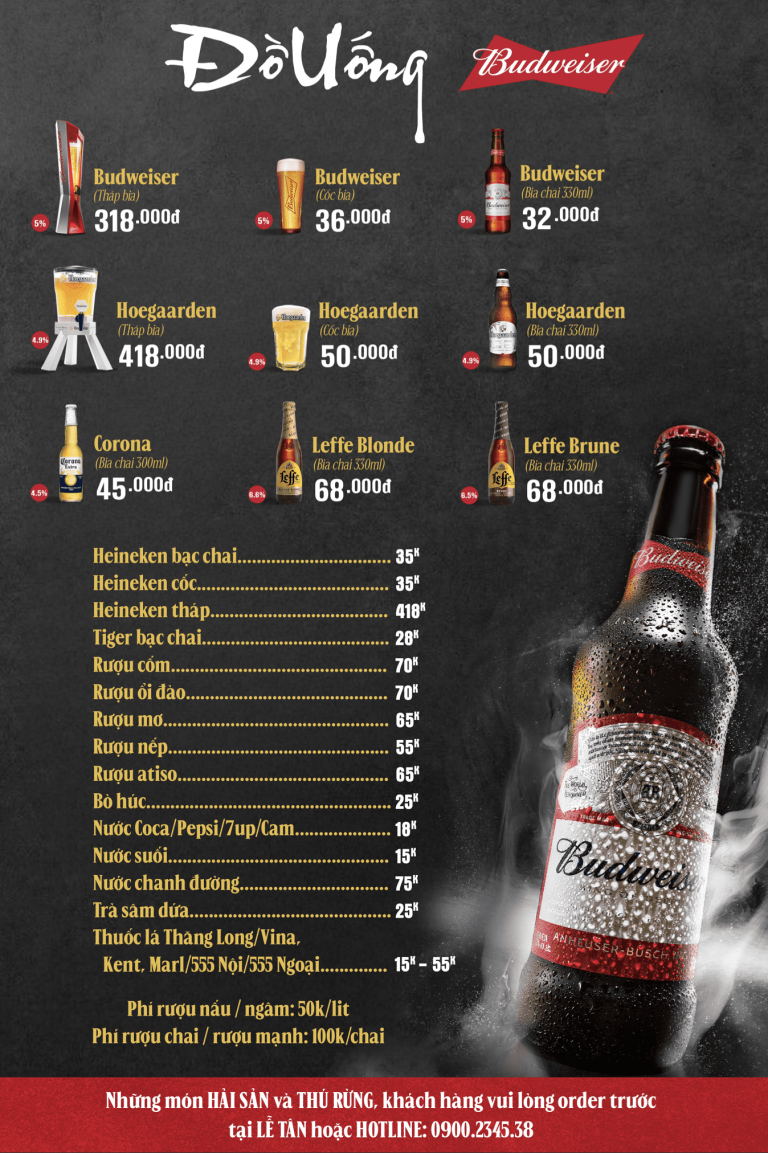 Đồ Uống
Budweiser
Budweiser
(Tháp bia)
5%
318.000đ
Budweiser
(Cốc bia)
5%
36.000đ
Budweiser
(Bia chai 330ml)
5%
32.000đ
Hoegaarden
(Tháp bia)
4.9%
418.000đ
Hoegaarden
(Cốc bia)
4.9%
50.000đ
Hoegaarden
(Bia chai 330ml)
4.9%
50.000đ
Corona
(Bia chai 300ml)
4.5%
45.000đ
Leffe Blonde
(Bia chai 330ml)
6.6%
68.000đ
Leffe Brune
(Bia chai 330ml)
6.5%
68.000đ
Heineken bạc chai................................ 35K
Heineken cốc........................................ 35K
Heineken tháp..................................... 418K
Tiger bạc chai....................................... 28K
Rượu cốm............................................. 70K
Rượu ổi đào.......................................... 70K
Rượu mơ............................................... 65K
Rượu nếp.............................................. 55K
Rượu atiso............................................ 65K
Bò húc................................................... 25K
Nước Coca/Pepsi/7up/Cam.................... 18K
Nước suối.............................................. 15K
Nước chanh đường............................... 75K
Trà sâm dứa.......................................... 25K
Thuốc lá Thăng Long/Vina,
Kent, Marl/555 Nội/555 Ngoại.............. 15K – 55K
Phí rượu nấu / ngâm: 50k/lit
Phí rượu chai / rượu mạnh: 100k/chai
Budweis
Budweiser
ANHEUSER-BUSCH
Những món HẢI SẢN và THÚ RỪNG, khách hàng vui lòng order trước
tại LỄ TÂN hoặc HOTLINE: 0900.2345.38